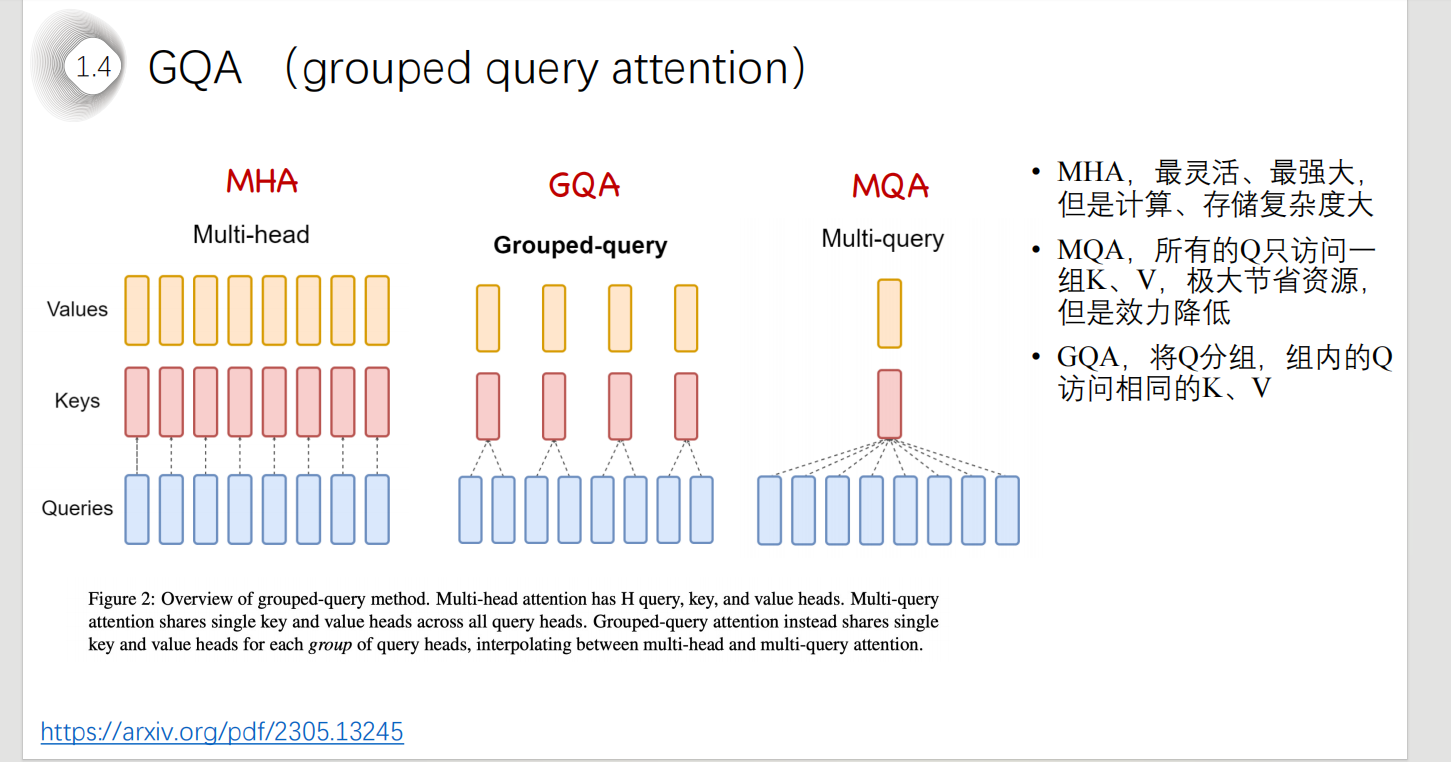 1.4
GQA （grouped query attention）
MHA
Multi-head
GQA
Grouped-query
MQA
Multi-query
Values
Keys
Queries
• MHA，最灵活、最强大，
但是计算、存储复杂度大
• MQA，所有的Q只访问一
组K、V，极大节省资源，
但是效力降低
• GQA，将Q分组，组内的Q
访问相同的K、V
Figure 2: Overview of grouped-query method. Multi-head attention has H query, key, and value heads. Multi-query
attention shares single key and value heads across all query heads. Grouped-query attention instead shares single
key and value heads for each group of query heads, interpolating between multi-head and multi-query attention.
https://arxiv.org/pdf/2305.13245